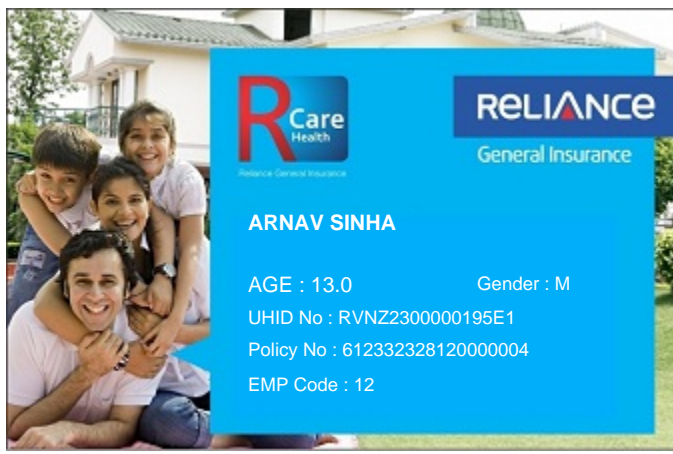 R Care
Health
Reliance General Insurance
RELIANCE
General Insurance
ARNAV SINHA
AGE : 13.0 Gender : M
UHID No : RVNZ2300000195E1
Policy No : 612332328120000004
EMP Code : 12